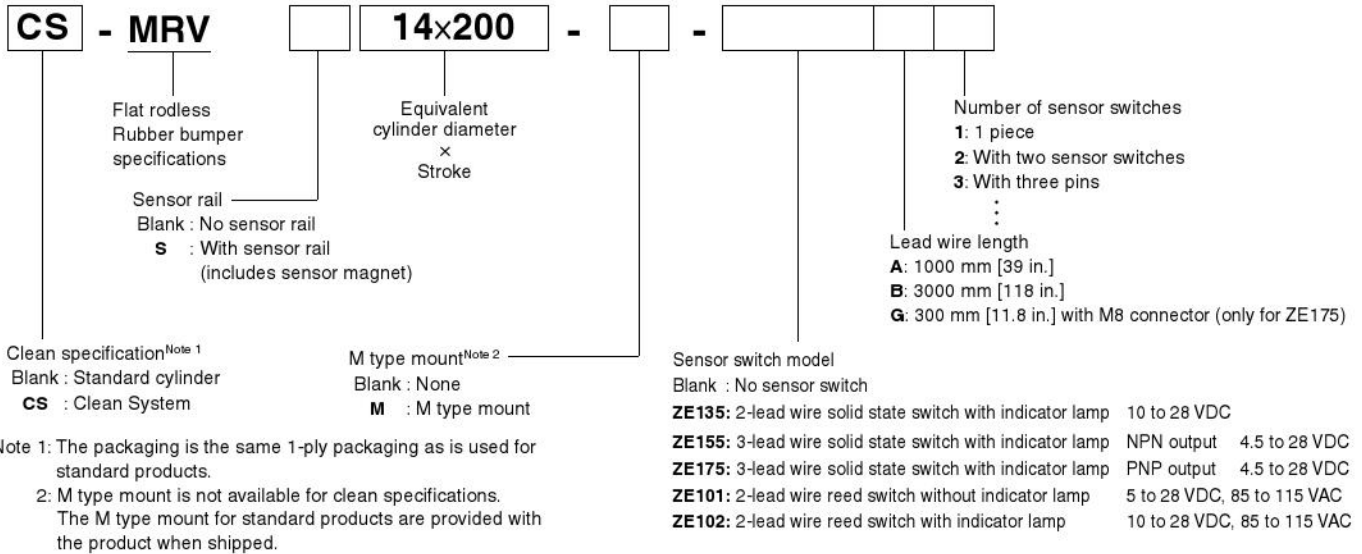 CS - MRV 14×200 - -
Flat rodless
Rubber bumper
specifications
Equivalent
cylinder diameter
×
Stroke
Number of sensor switches
1: 1 piece
2: With two sensor switches
3: With three pins
⋮
Sensor rail
Blank : No sensor rail
S : With sensor rail
(includes sensor magnet)
Lead wire length
A: 1000 mm [39 in.]
B: 3000 mm [118 in.]
G: 300 mm [11.8 in.] with M8 connector (only for ZE175)
Clean specification Note 1
Blank : Standard cylinder
CS : Clean System
M type mount Note 2
Blank : None
M : M type mount
Sensor switch model
Blank : No sensor switch
ZE135: 2-lead wire solid state switch with indicator lamp 10 to 28 VDC
ZE155: 3-lead wire solid state switch with indicator lamp NPN output 4.5 to 28 VDC
ZE175: 3-lead wire solid state switch with indicator lamp PNP output 4.5 to 28 VDC
ZE101: 2-lead wire reed switch without indicator lamp 5 to 28 VDC, 85 to 115 VAC
ZE102: 2-lead wire reed switch with indicator lamp 10 to 28 VDC, 85 to 115 VAC
Note 1: The packaging is the same 1-ply packaging as is used for
standard products.
2: M type mount is not available for clean specifications.
The M type mount for standard products are provided with
the product when shipped.